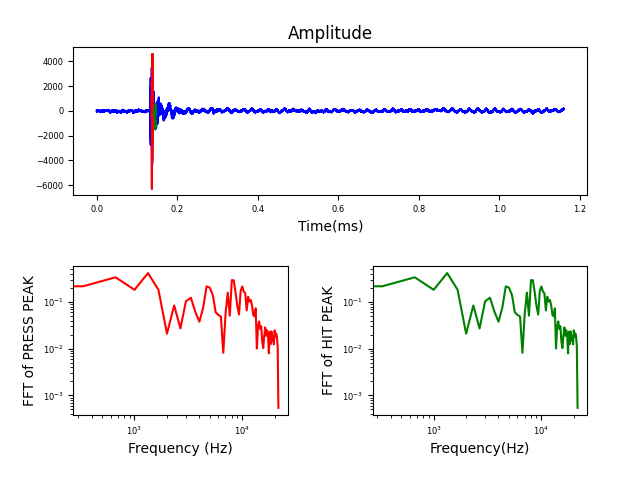 Amplitude
4000
2000
0
−2000
−4000
−6000
0.0 0.2 0.4 0.6 0.8 1.0 1.2
Time(ms)
FFT of PRESS PEAK
10⁻¹
10⁻²
10⁻³
10³ 10⁴
Frequency (Hz)
FFT of HIT PEAK
10⁻¹
10⁻²
10⁻³
10³ 10⁴
Frequency(Hz)